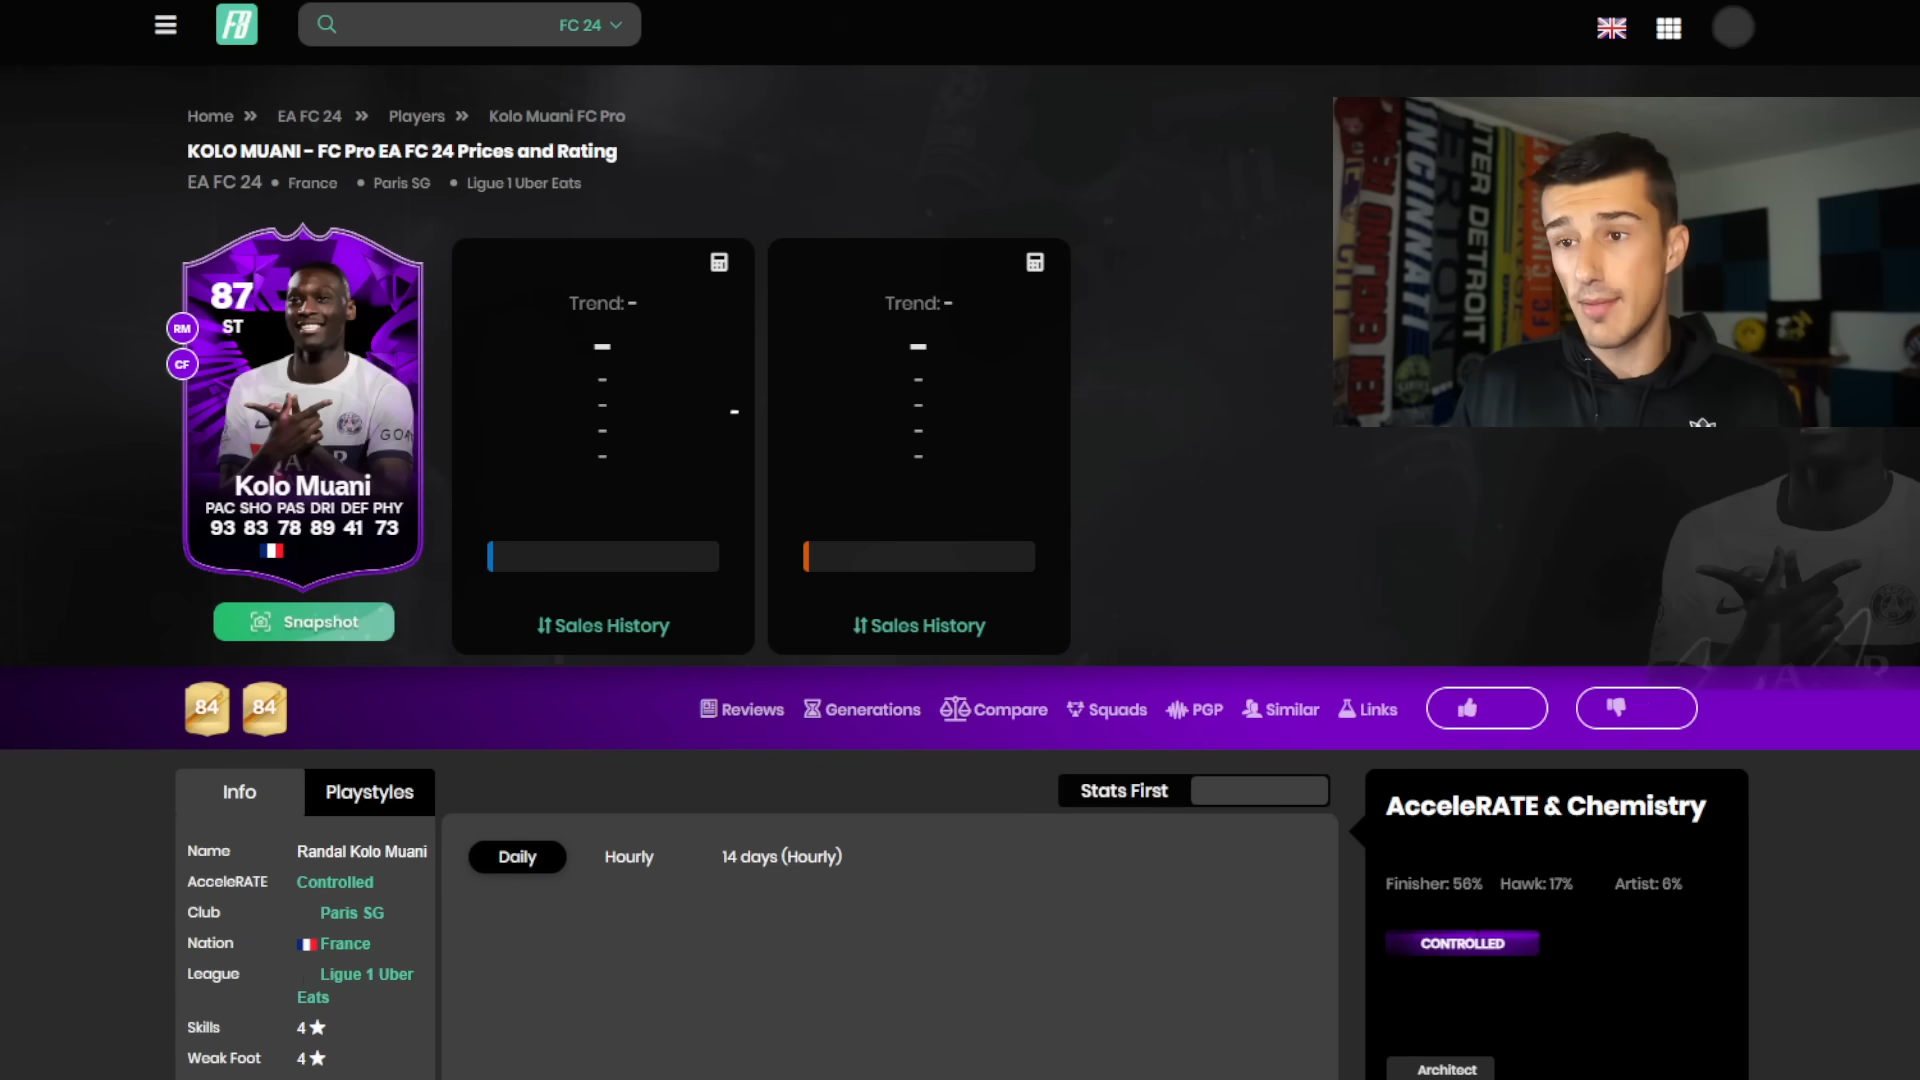 FB
FC 24
Home » EA FC 24 » Players » Kolo Muani FC Pro
KOLO MUANI - FC Pro EA FC 24 Prices and Rating
EA FC 24 • France • Paris SG • Ligue 1 Uber Eats
87
ST
RM
CF
GOA
Kolo Muani
PAC SHO PAS DRI DEF PHY
93 83 78 89 41 73
Snapshot
Trend: -
-
-
-
-
-
-
Sales History
Trend: -
-
-
-
-
-
Sales History
CINCINNATI
INTER DETROIT
84 84
Reviews Generations Compare Squads PGP Similar Links
Info Playstyles
Name Randal Kolo Muani
AcceleRATE Controlled
Club Paris SG
Nation France
League Ligue 1 Uber
Eats
Skills 4 ★
Weak Foot 4 ★
Stats First
Daily Hourly 14 days (Hourly)
AcceleRATE & Chemistry
Finisher: 56% Hawk: 17% Artist: 6%
CONTROLLED
Architect